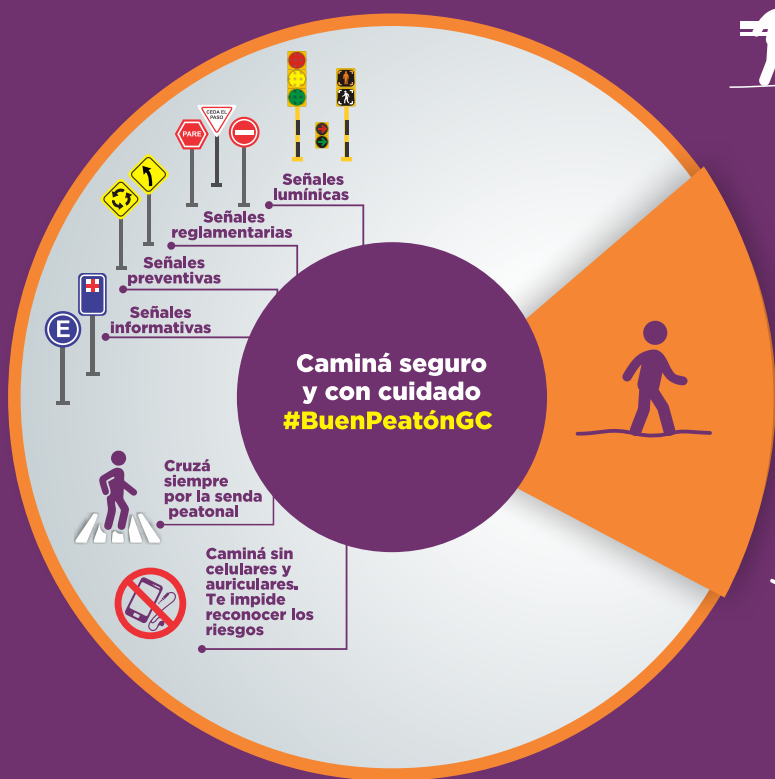 CEDA EL
PASO
PARE
Señales
lumínicas
Señales
reglamentarias
Señales
preventivas
Señales
informativas
E
Caminá seguro
y con cuidado
#BuenPeatónGC
Cruzá
siempre
por la senda
peatonal
Caminá sin
celulares y
auriculares.
Te impide
reconocer los
riesgos